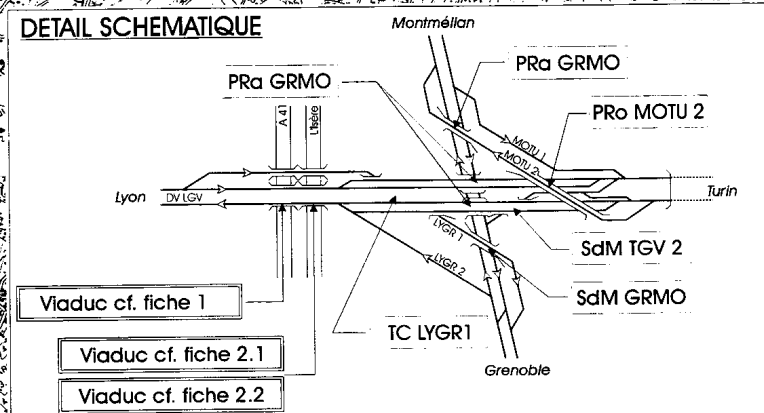 DETAIL SCHEMATIQUE
Montmélian
PRa GRMO
PRa GRMO
PRo MOTU 2
A 41
L'Isère
MOTU 1
MOTU 2
Lyon
DV LGV
Turin
LYGR 1
LYGR 2
SdM TGV 2
SdM GRMO
Viaduc cf. fiche 1
TC LYGR1
Viaduc cf. fiche 2.1
Grenoble
Viaduc cf. fiche 2.2